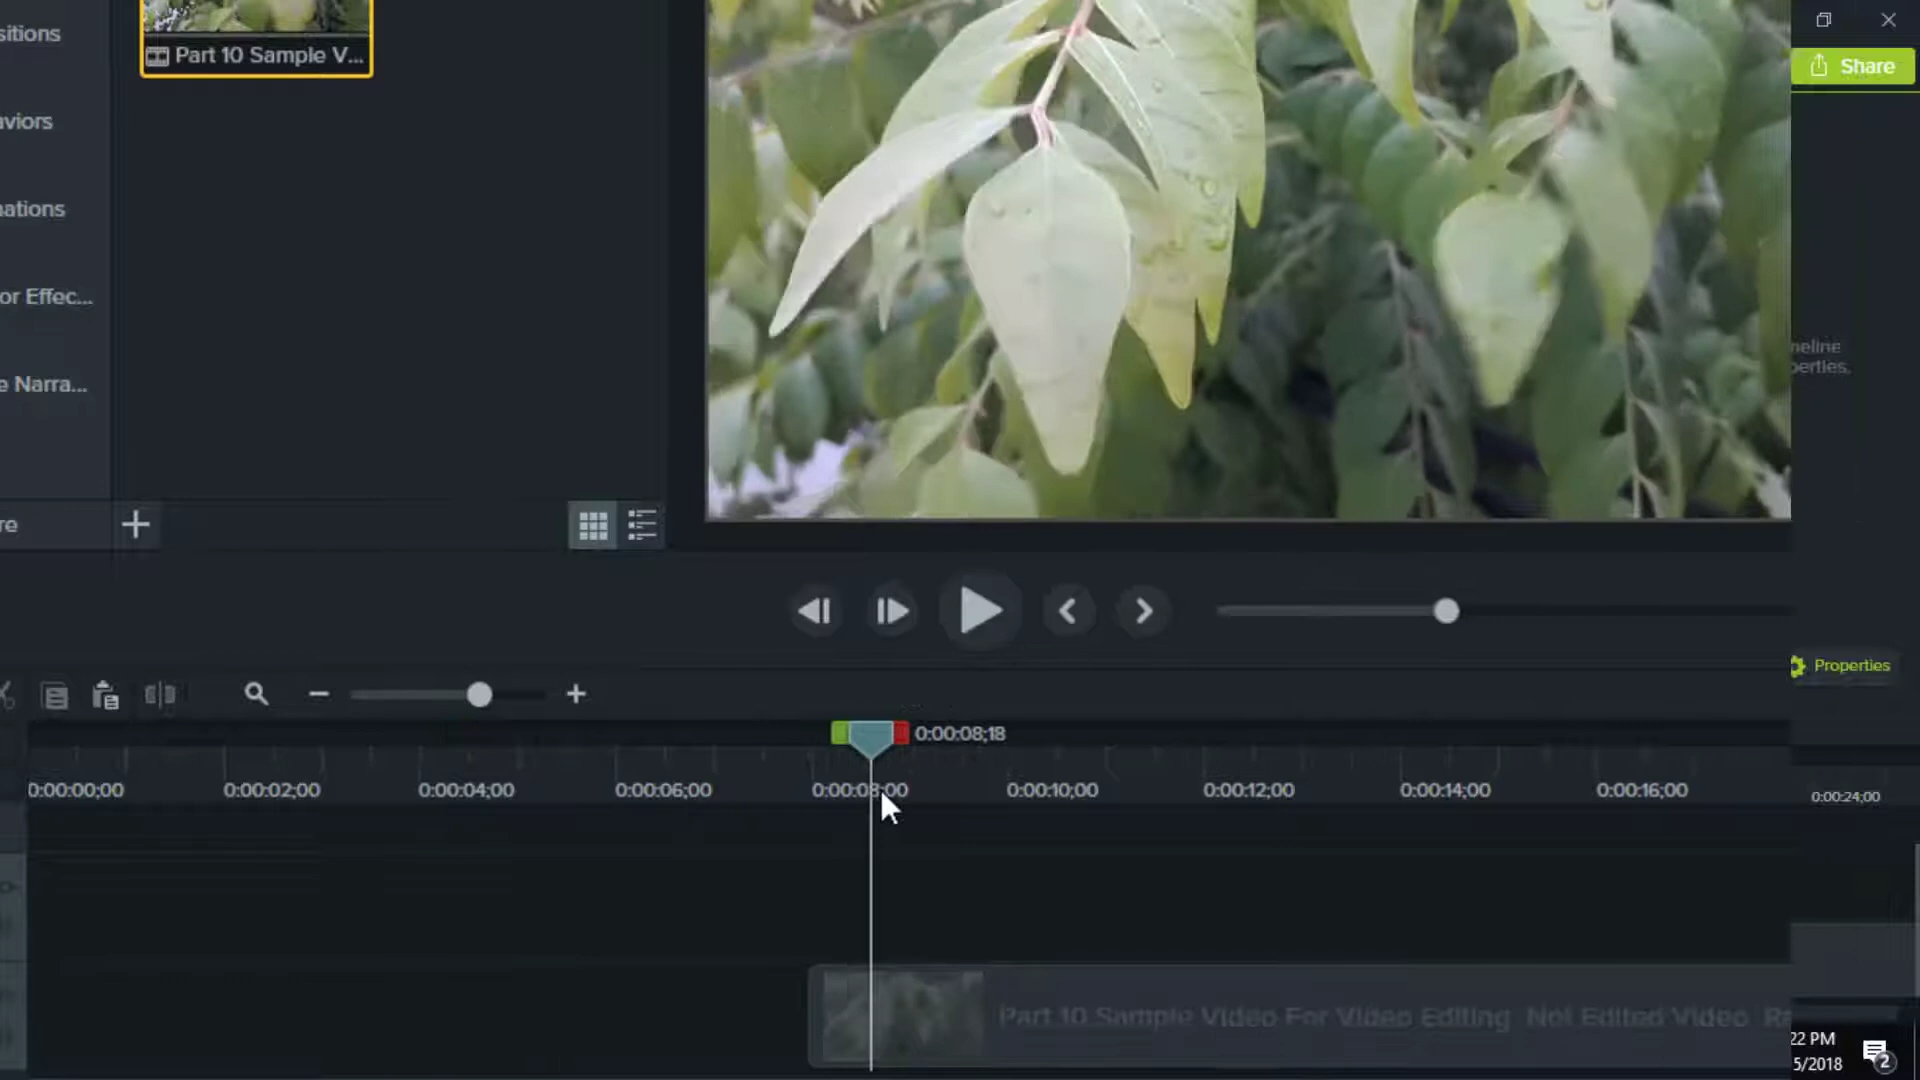 sitions
Part 10 Sample V...
Share
aviors
nations
or Effec...
neline
perties.
e Narra...
re
Properties
0:00:08;18
0:00:00;00
0:00:02;00
0:00:04;00
0:00:06;00
0:00:08;00
0:00:10;00
0:00:12;00
0:00:14;00
0:00:16;00
0:00:24;00
Part 10 Sample Video For Video Editing Not Edited Video Ra
22 PM
5/2018
2